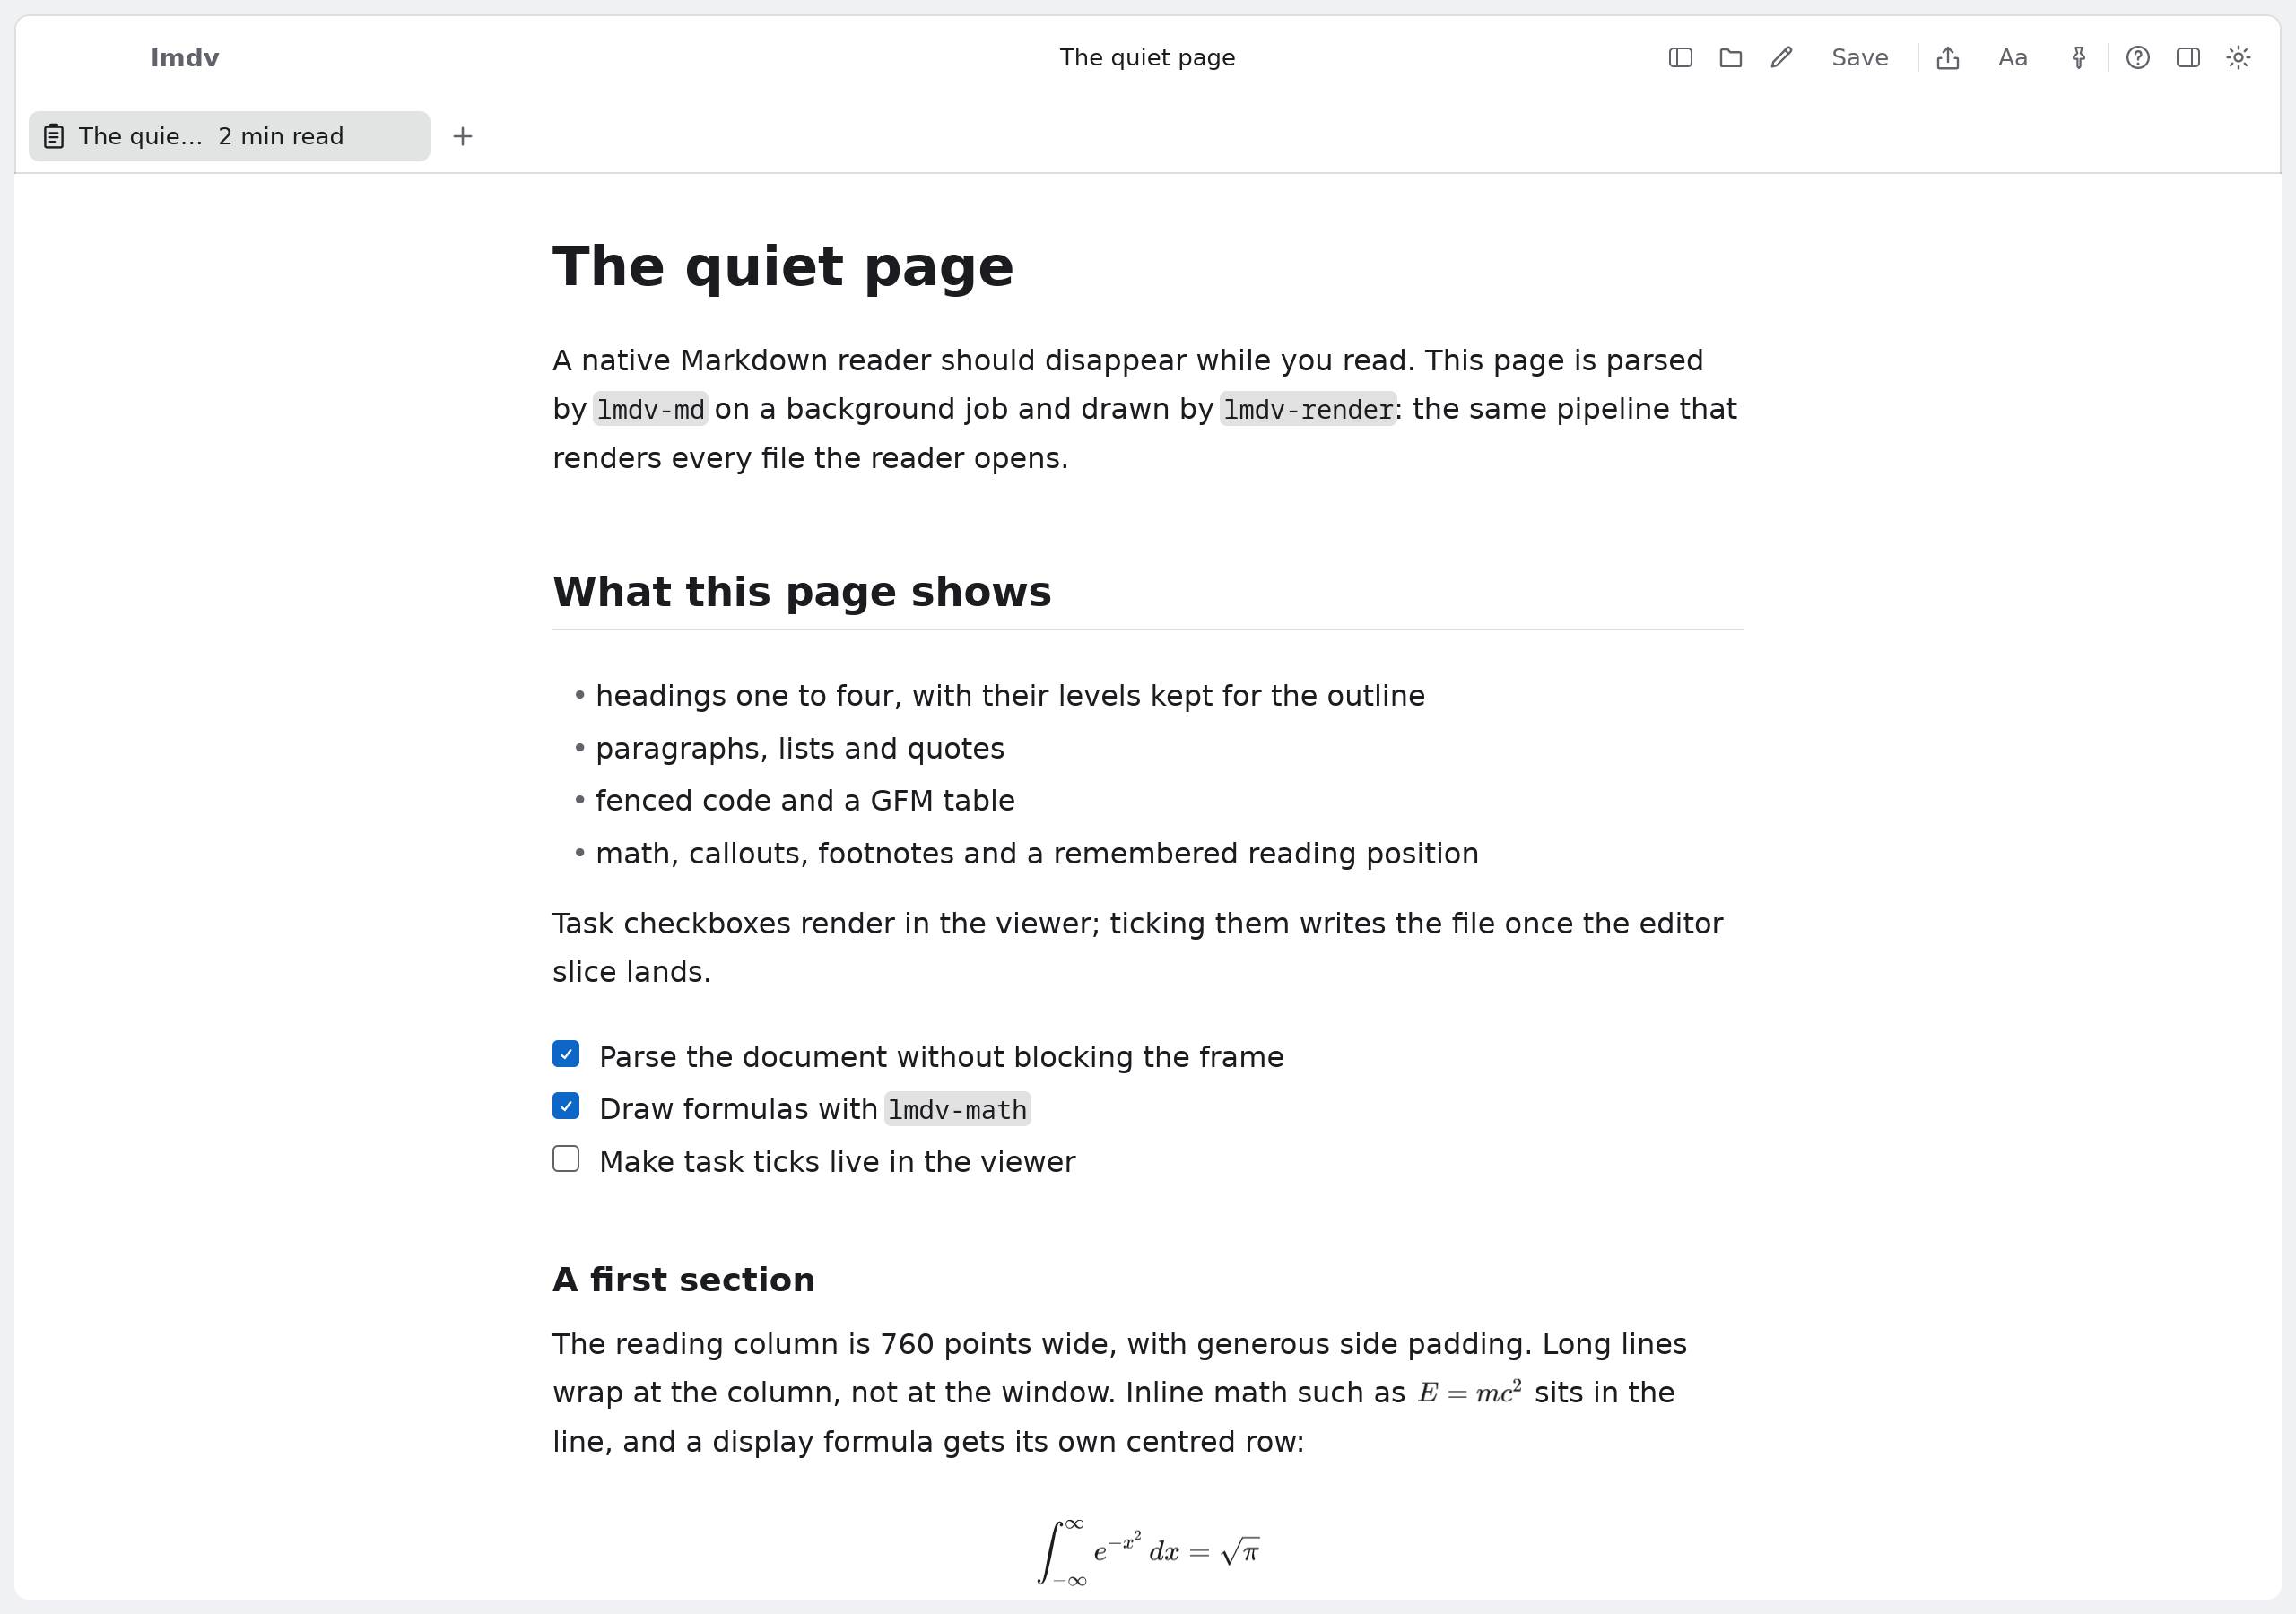 lmdv
The quiet page
Save
Aa
The quie… 2 min read
The quiet page
A native Markdown reader should disappear while you read. This page is parsed
by lmdv-md on a background job and drawn by lmdv-render: the same pipeline that
renders every file the reader opens.
What this page shows
• headings one to four, with their levels kept for the outline
• paragraphs, lists and quotes
• fenced code and a GFM table
• math, callouts, footnotes and a remembered reading position
Task checkboxes render in the viewer; ticking them writes the file once the editor
slice lands.
Parse the document without blocking the frame
Draw formulas with lmdv-math
Make task ticks live in the viewer
A first section
The reading column is 760 points wide, with generous side padding. Long lines
wrap at the column, not at the window. Inline math such as E = mc² sits in the
line, and a display formula gets its own centred row:
∫_{-∞}^{∞} e^{-x²} dx = √π